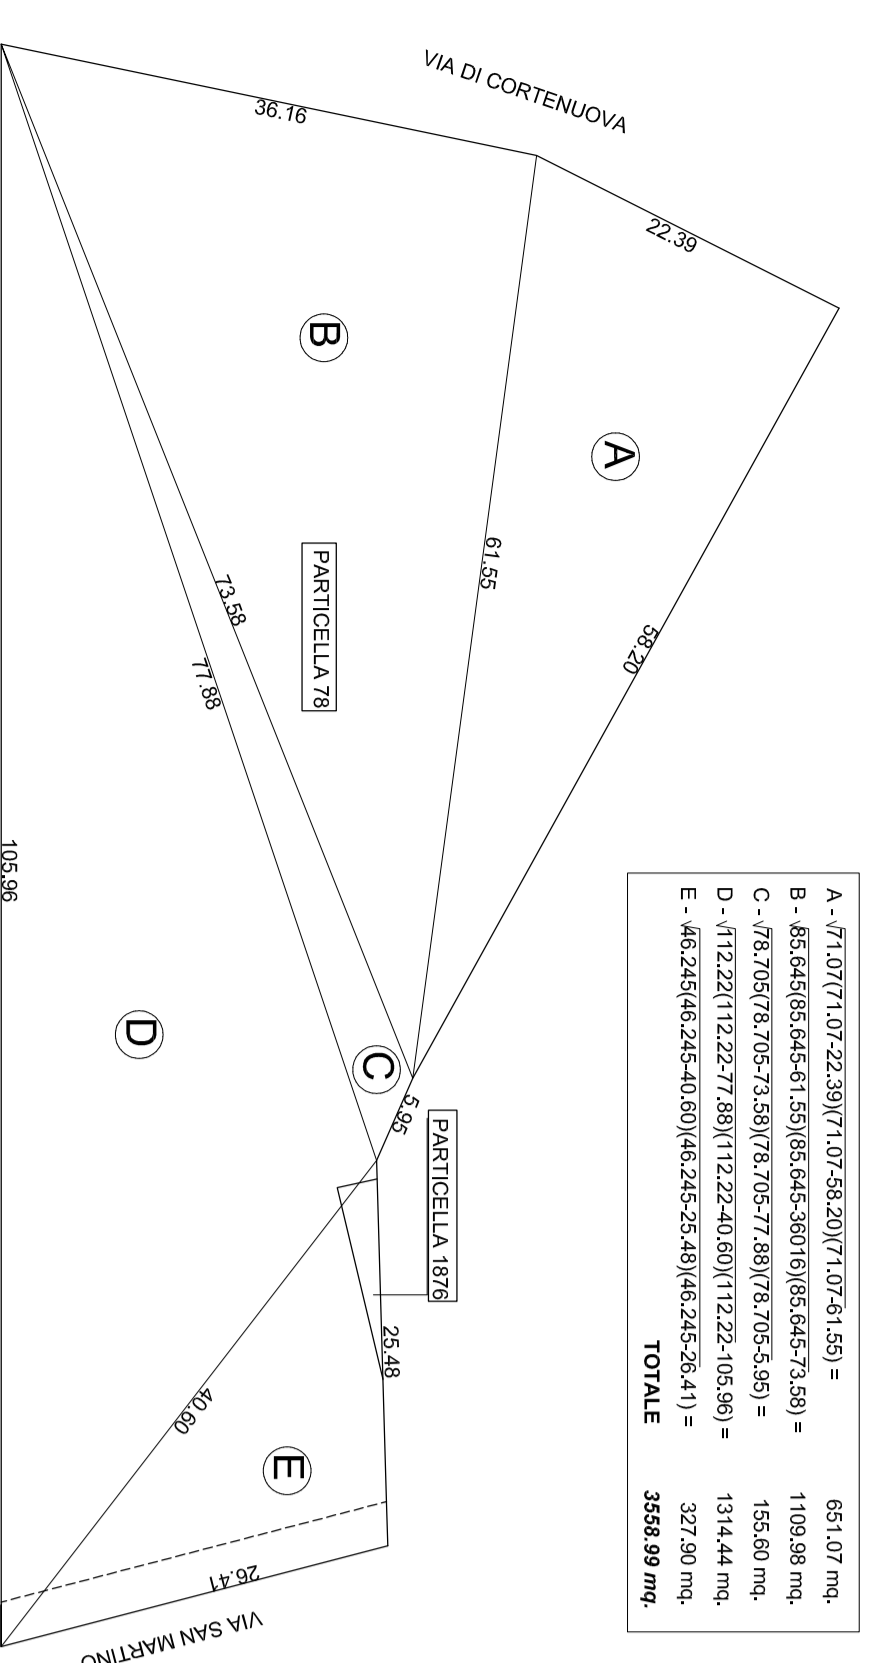 VIA DI CORTENUOVA
36.16
22.39
B
A
61.55
58.20
PARTICELLA 78
73.58
77.88
105.96
D
C
5.95
PARTICELLA 1876
25.48
40.60
E
26.41
VIA SAN MARTINO
A - √71.07(71.07-22.39)(71.07-58.20)(71.07-61.55) = 651.07 mq.
B - √85.645(85.645-61.55)(85.645-36016)(85.645-73.58) = 1109.98 mq.
C - √78.705(78.705-73.58)(78.705-77.88)(78.705-5.95) = 155.60 mq.
D - √112.22(112.22-77.88)(112.22-40.60)(112.22-105.96) = 1314.44 mq.
E - √46.245(46.245-40.60)(46.245-25.48)(46.245-26.41) = 327.90 mq.
TOTALE 3558.99 mq.